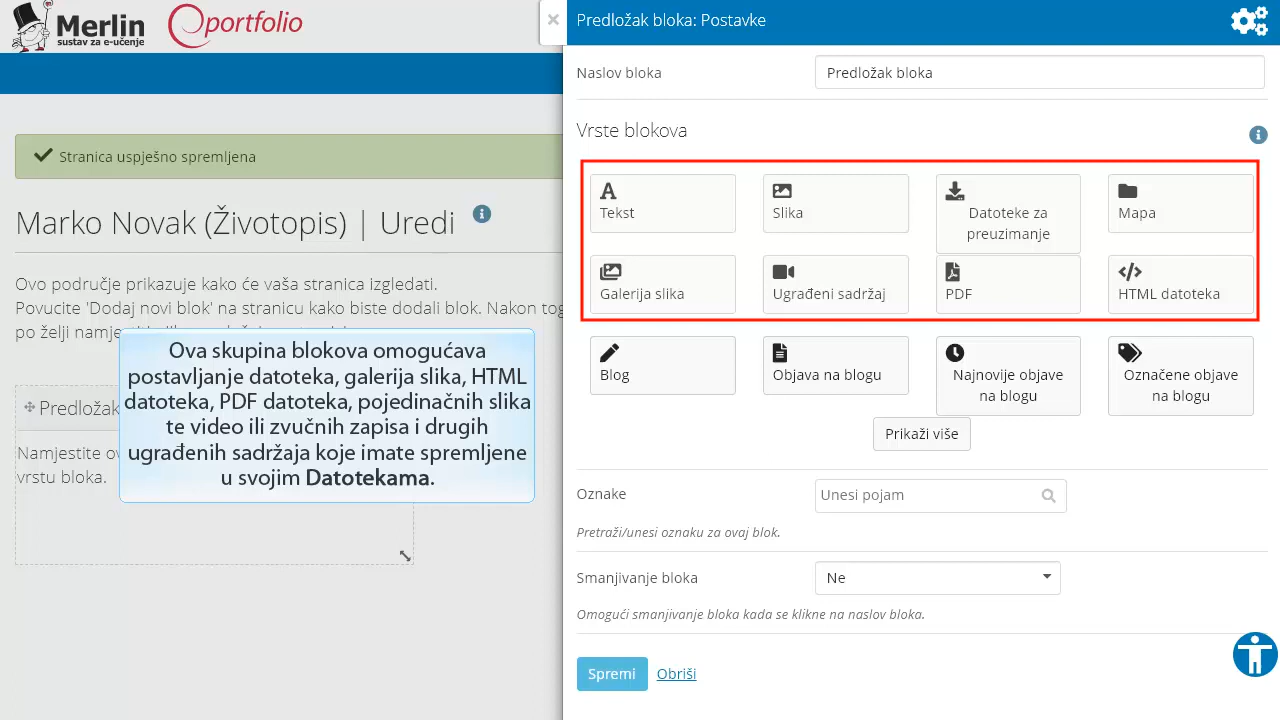 Merlin
sustav za e-učenje
portfolio
×
Predložak bloka: Postavke
Naslov bloka
Predložak bloka
Vrste blokova
Tekst
Slika
Datoteke za
preuzimanje
Mapa
Galerija slika
Ugrađeni sadržaj
PDF
HTML datoteka
Blog
Objava na blogu
Najnovije objave
na blogu
Označene objave
na blogu
Prikaži više
Oznake
Unesi pojam
Pretraži/unesi oznaku za ovaj blok.
Smanjivanje bloka
Ne
Omogući smanjivanje bloka kada se klikne na naslov bloka.
Spremi
Obriši
Stranica uspješno spremljena
Marko Novak (Životopis) | Uredi
Ovo područje prikazuje kako će vaša stranica izgledati.
Povucite 'Dodaj novi blok' na stranicu kako biste dodali blok. Nakon tog
po želji
Predložak
Namjestite
vrstu bloka.
Ova skupina blokova omogućava
postavljanje datoteka, galerija slika, HTML
datoteka, PDF datoteka, pojedinačnih slika
te video ili zvučnih zapisa i drugih
ugrađenih sadržaja koje imate spremljene
u svojim Datotekama.